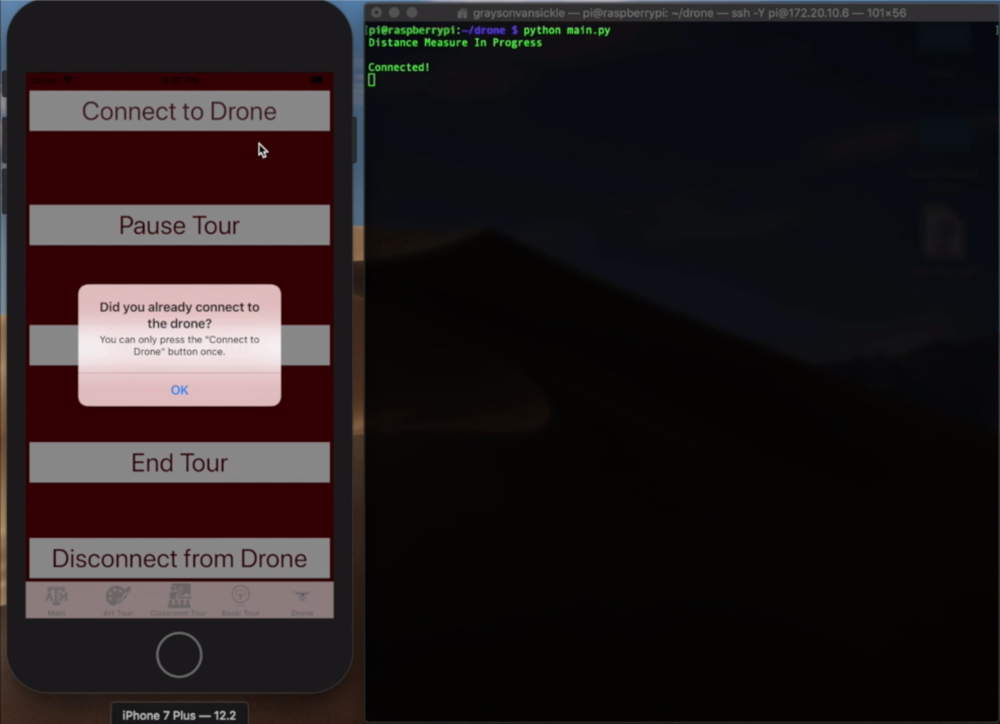 Connect to Drone
Pause Tour
Did you already connect to
the drone?
You can only press the "Connect to
Drone" button once.
OK
End Tour
Disconnect from Drone
ATM
Main
Art Tour
Classroom Tour
Basic Tour
Drone
iPhone 7 Plus — 12.2
graysonvansickle — pi@raspberrypi: ~/drone — ssh -Y pi@172.20.10.6 — 101×56
[pi@raspberrypi:~/drone $ python main.py ]
Distance Measure In Progress
Connected!